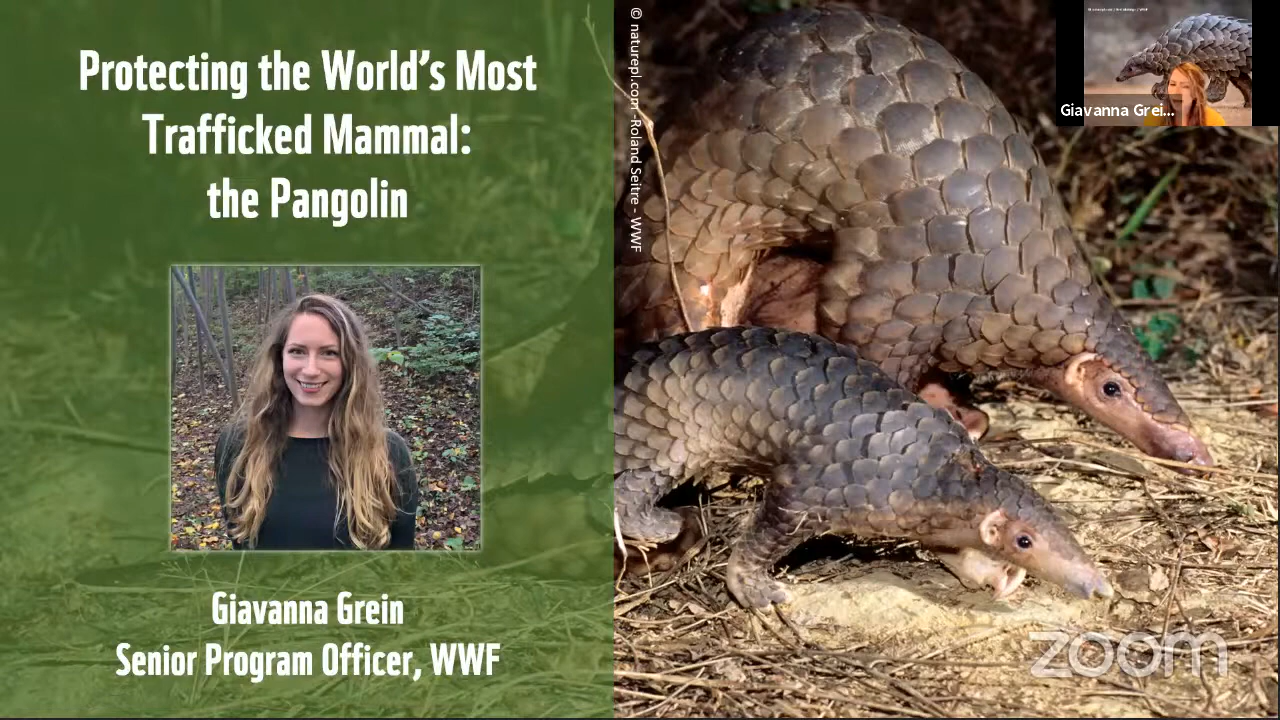 Protecting the World's Most
Trafficked Mammal:
the Pangolin
Giavanna Grein
Senior Program Officer, WWF
© naturepl.com -Roland Seitre - WWF
Giavanna Grei...
zoom